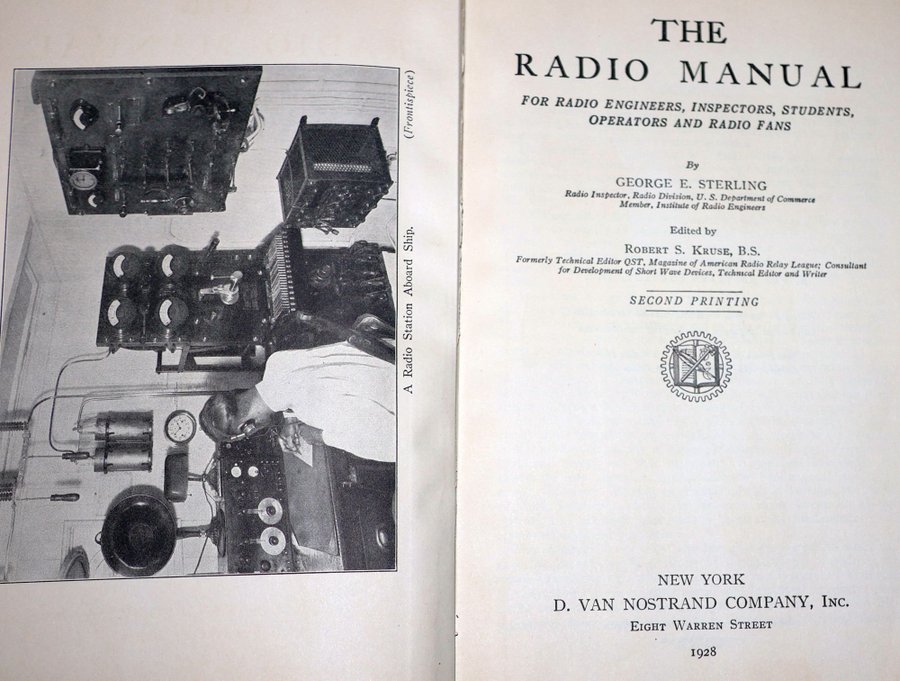 (Frontispiece)
A Radio Station Aboard Ship.
THE
RADIO MANUAL
FOR RADIO ENGINEERS, INSPECTORS, STUDENTS,
OPERATORS AND RADIO FANS
By
GEORGE E. STERLING
Radio Inspector, Radio Division, U. S. Department of Commerce
Member, Institute of Radio Engineers
Edited by
ROBERT S. KRUSE, B.S.
Formerly Technical Editor QST, Magazine of American Radio Relay League; Consultant
for Development of Short Wave Devices, Technical Editor and Writer
SECOND PRINTING
NEW YORK
D. VAN NOSTRAND COMPANY, INC.
EIGHT WARREN STREET
1928